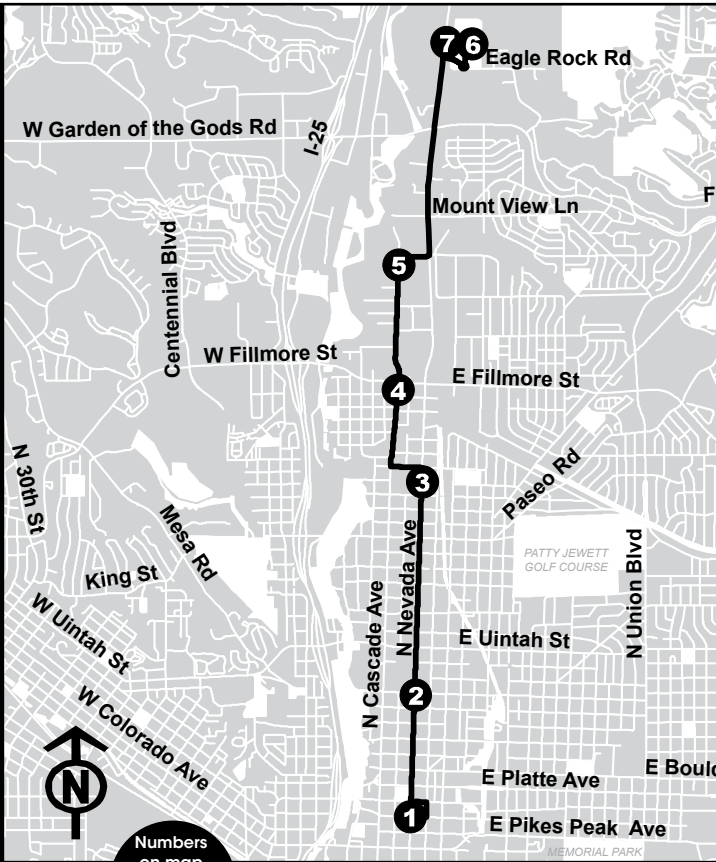 7 6
Eagle Rock Rd
W Garden of the Gods Rd
I-25
Mount View Ln
F
Centennial Blvd
5
W Fillmore St
E Fillmore St
4
N 30th St
3
Paseo Rd
Mesa Rd
PATTY JEWETT
GOLF COURSE
N Union Blvd
King St
N Nevada Ave
N Cascade Ave
W Uintah St
E Uintah St
2
W Colorado Ave
N
E Platte Ave
E Bould
1
E Pikes Peak Ave
Numbers
on map
MEMORIAL PARK